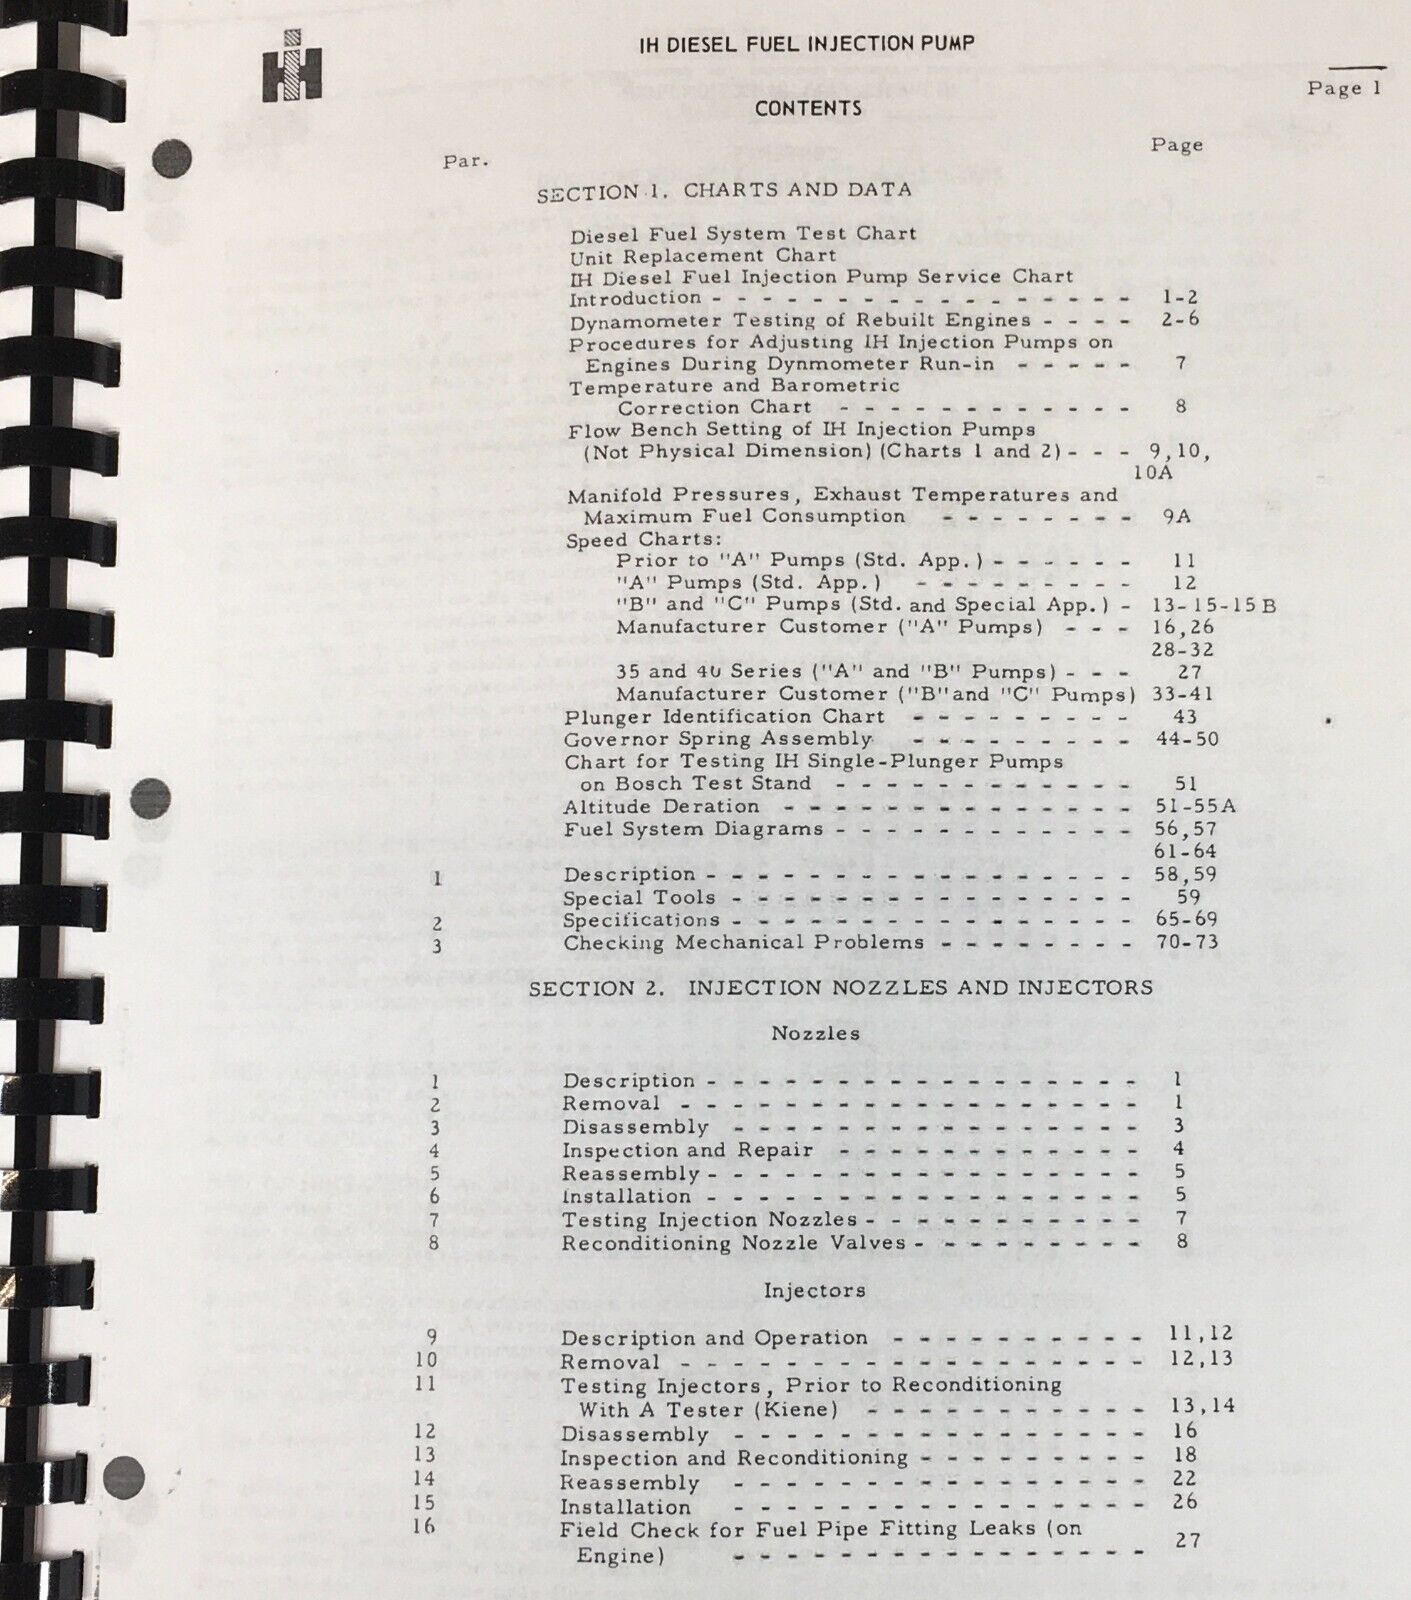 IH
IH DIESEL FUEL INJECTION PUMP
Page 1
CONTENTS
Par. Page
SECTION 1. CHARTS AND DATA
Diesel Fuel System Test Chart
Unit Replacement Chart
IH Diesel Fuel Injection Pump Service Chart
Introduction - - - - - - - - - - - - - - - - 1-2
Dynamometer Testing of Rebuilt Engines - - - - 2-6
Procedures for Adjusting IH Injection Pumps on
Engines During Dynmometer Run-in - - - - - 7
Temperature and Barometric
Correction Chart - - - - - - - - - - - - 8
Flow Bench Setting of IH Injection Pumps
(Not Physical Dimension) (Charts 1 and 2) - - - 9,10,
10A
Manifold Pressures, Exhaust Temperatures and
Maximum Fuel Consumption - - - - - - - - 9A
Speed Charts:
Prior to "A" Pumps (Std. App.) - - - - - - 11
"A" Pumps (Std. App.) - - - - - - - - - 12
"B" and "C" Pumps (Std. and Special App.) - 13-15-15B
Manufacturer Customer ("A" Pumps) - - - 16,26
28-32
35 and 40 Series ("A" and "B" Pumps) - - - 27
Manufacturer Customer ("B" and "C" Pumps) 33-41
Plunger Identification Chart - - - - - - - - - 43
Governor Spring Assembly - - - - - - - - - 44-50
Chart for Testing IH Single-Plunger Pumps
on Bosch Test Stand - - - - - - - - - - - - 51
Altitude Deration - - - - - - - - - - - - - - 51-55A
Fuel System Diagrams - - - - - - - - - - - - 56,57
61-64
1 Description - - - - - - - - - - - - - - - - - 58,59
Special Tools - - - - - - - - - - - - - - - - 59
2 Specifications - - - - - - - - - - - - - - - - 65-69
3 Checking Mechanical Problems - - - - - - - - 70-73
SECTION 2. INJECTION NOZZLES AND INJECTORS
Nozzles
1 Description - - - - - - - - - - - - - - - - - 1
2 Removal - - - - - - - - - - - - - - - - - - 1
3 Disassembly - - - - - - - - - - - - - - - - 3
4 Inspection and Repair - - - - - - - - - - - - 4
5 Reassembly - - - - - - - - - - - - - - - - - 5
6 Installation - - - - - - - - - - - - - - - - - 5
7 Testing Injection Nozzles - - - - - - - - - - - 7
8 Reconditioning Nozzle Valves - - - - - - - - - 8
Injectors
9 Description and Operation - - - - - - - - - - 11,12
10 Removal - - - - - - - - - - - - - - - - - - 12,13
11 Testing Injectors, Prior to Reconditioning
With A Tester (Kiene) - - - - - - - - - - - 13,14
12 Disassembly - - - - - - - - - - - - - - - - 16
13 Inspection and Reconditioning - - - - - - - - - 18
14 Reassembly - - - - - - - - - - - - - - - - 22
15 Installation - - - - - - - - - - - - - - - - 26
16 Field Check for Fuel Pipe Fitting Leaks (on
Engine) - - - - - - - - - - - - - - - - 27